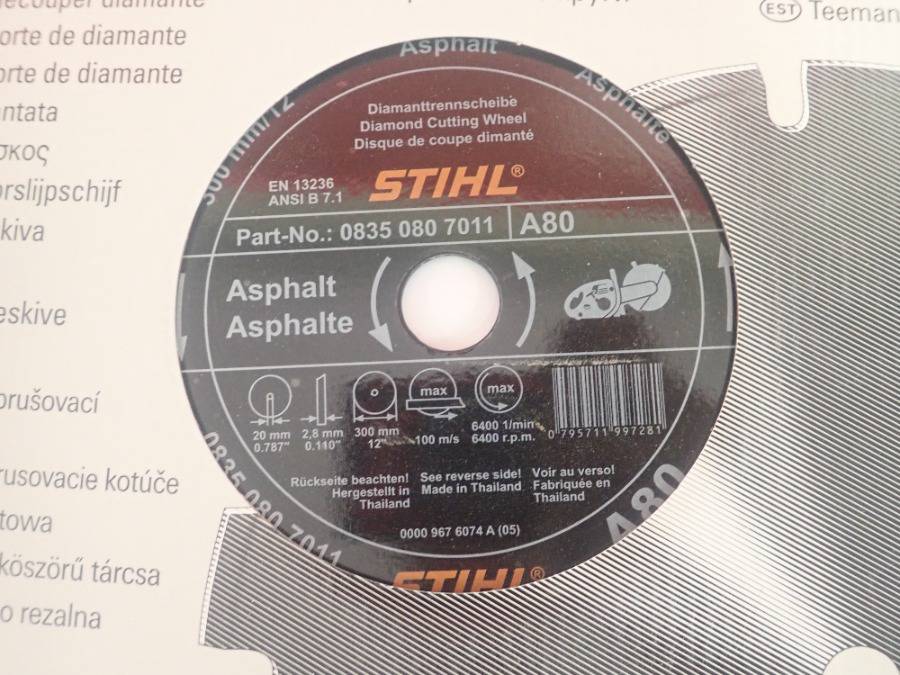 découper diamant
orte de diamante
orte de diamante
antata
σκος
orslijpschijf
kiva
eskive
orušovací
rusovacie kotúče
towa
köszörű tárcsa
o rezalna
EST Teeman
Asphalt
Asphalte
300 mm/12"
Diamanttrennscheibe
Diamond Cutting Wheel
Disque de coupe dimanté
EN 13236
ANSI B 7.1
STIHL®
Part-No.: 0835 080 7011 A80
Asphalt
Asphalte
20 mm
0.787"
2,8 mm
0.110"
300 mm
12"
max
100 m/s
max
6400 1/min
6400 r.p.m.
0 795711 997281
Rückseite beachten!
Hergestellt in
Thailand
See reverse side!
Made in Thailand
Voir au verso!
Fabriquée en
Thailand
0000 967 6074 A (05)
0835 080 7011
STIHL®
A80